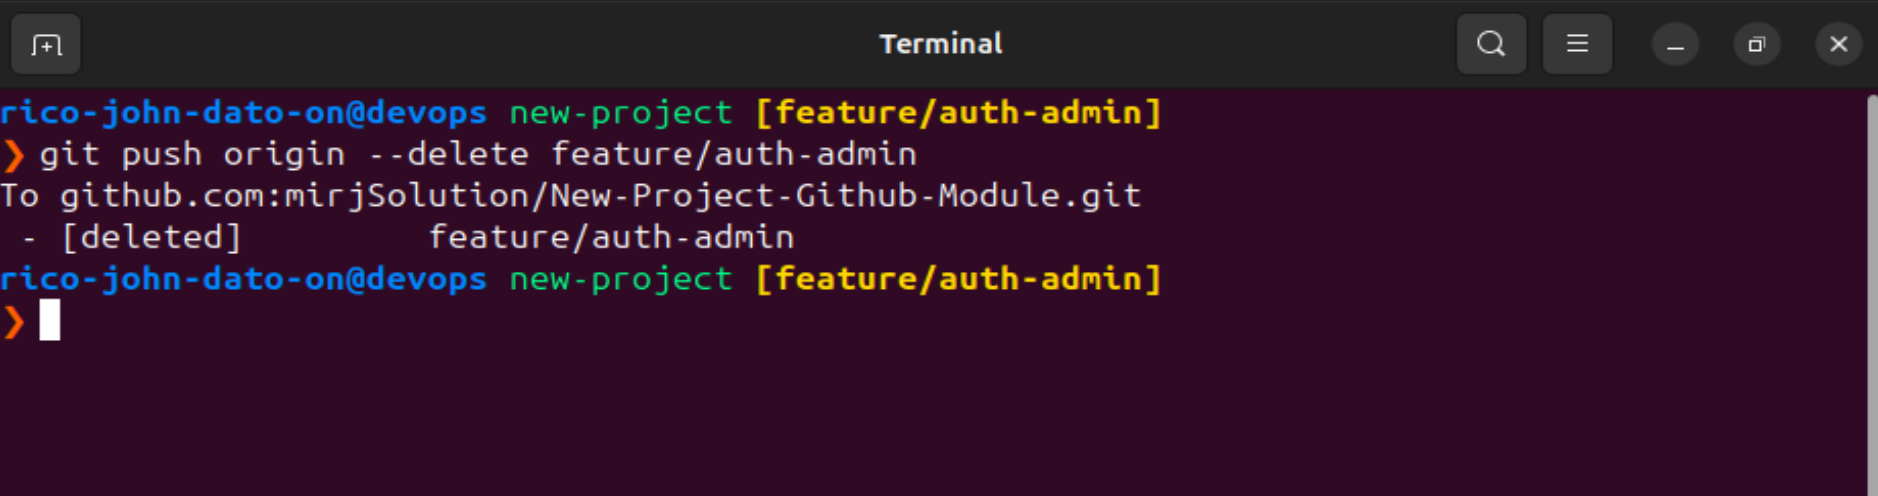 Terminal
rico-john-dato-on@devops new-project [feature/auth-admin]
❯ git push origin --delete feature/auth-admin
To github.com:mirjSolution/New-Project-Github-Module.git
 - [deleted]         feature/auth-admin
rico-john-dato-on@devops new-project [feature/auth-admin]
❯